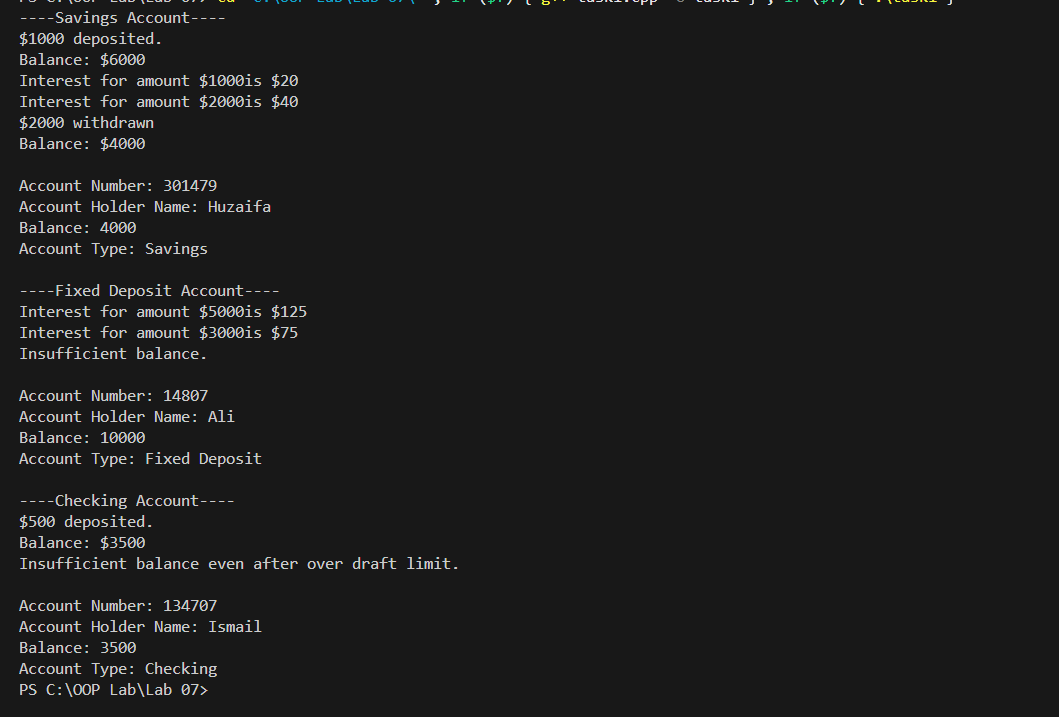 ----Savings Account----
$1000 deposited.
Balance: $6000
Interest for amount $1000is $20
Interest for amount $2000is $40
$2000 withdrawn
Balance: $4000
Account Number: 301479
Account Holder Name: Huzaifa
Balance: 4000
Account Type: Savings
----Fixed Deposit Account----
Interest for amount $5000is $125
Interest for amount $3000is $75
Insufficient balance.
Account Number: 14807
Account Holder Name: Ali
Balance: 10000
Account Type: Fixed Deposit
----Checking Account----
$500 deposited.
Balance: $3500
Insufficient balance even after over draft limit.
Account Number: 134707
Account Holder Name: Ismail
Balance: 3500
Account Type: Checking
PS C:\OOP Lab\Lab 07>